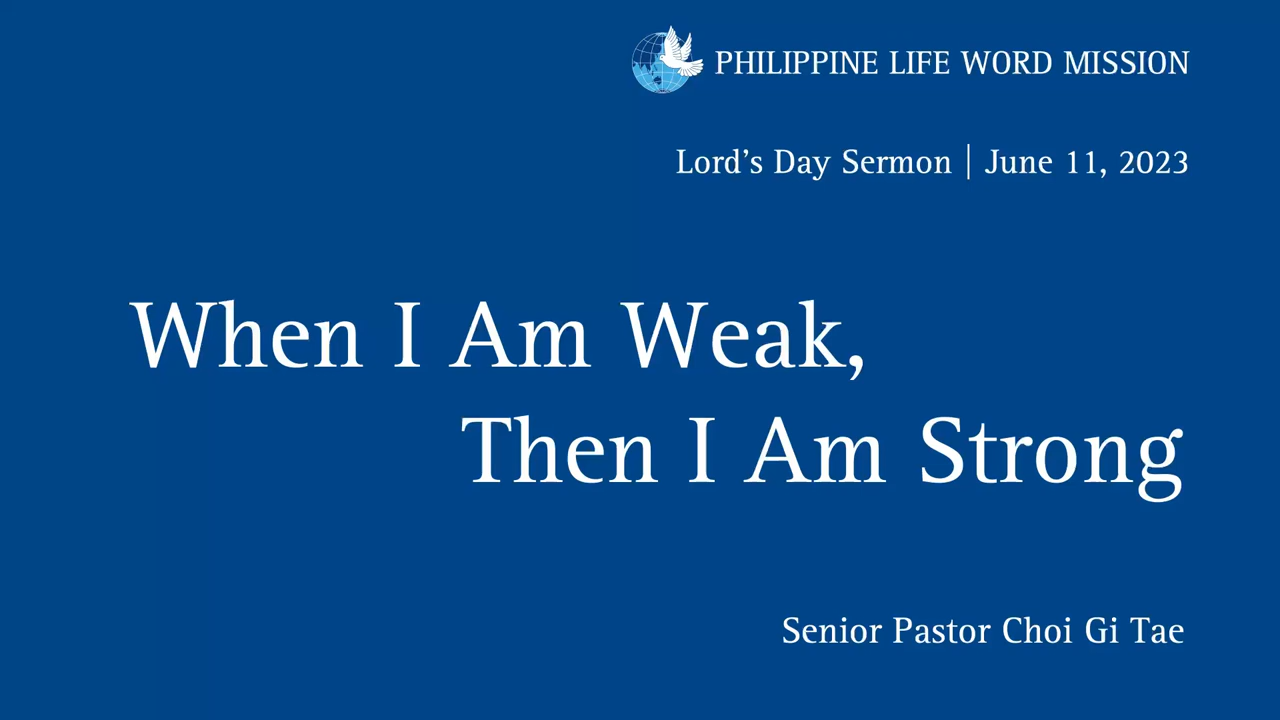 PHILIPPINE LIFE WORD MISSION
Lord’s Day Sermon | June 11, 2023
When I Am Weak,
Then I Am Strong
Senior Pastor Choi Gi Tae